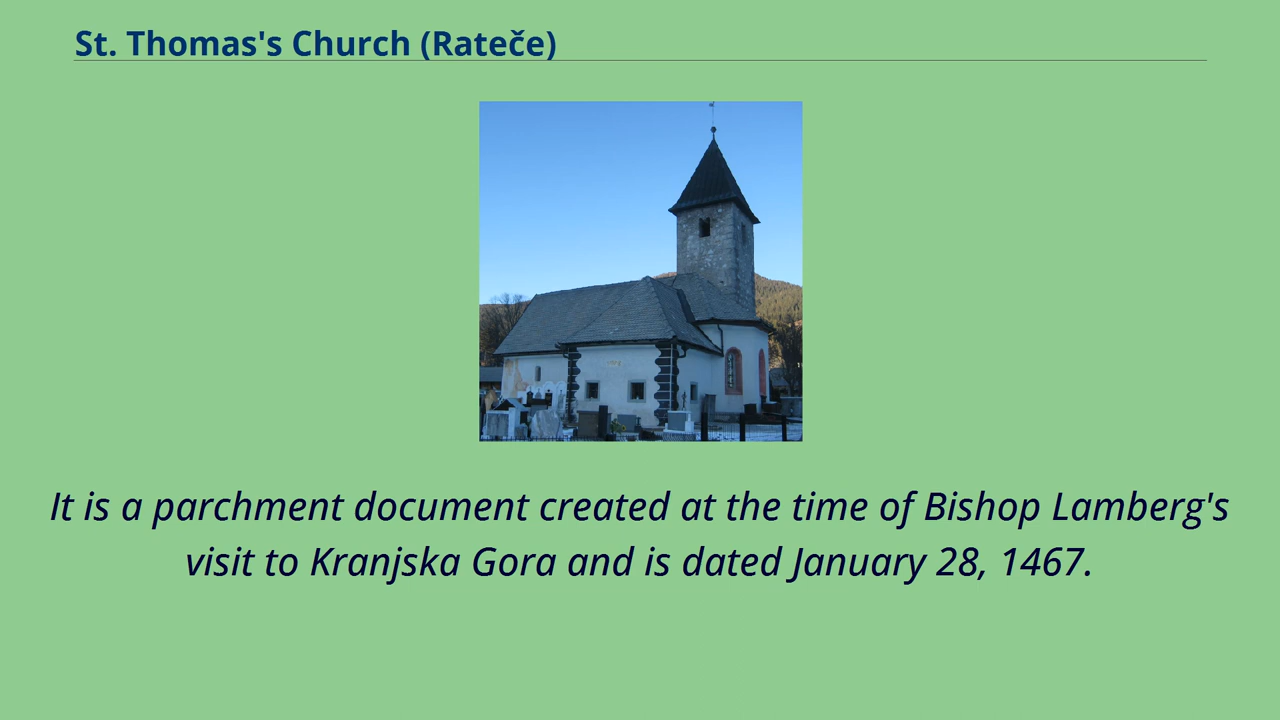 St. Thomas's Church (Rateče)
It is a parchment document created at the time of Bishop Lamberg's
visit to Kranjska Gora and is dated January 28, 1467.